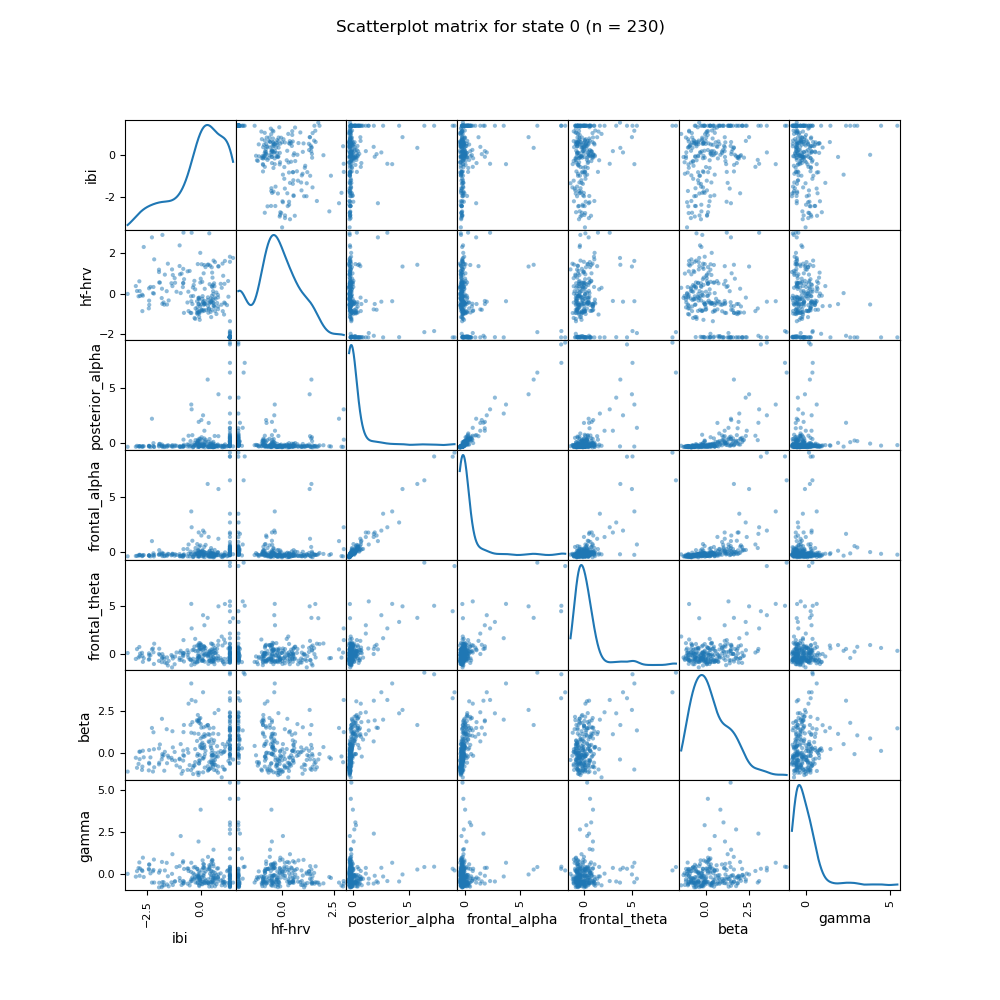 Scatterplot matrix for state 0 (n = 230)
ibi
0
−2
hf-hrv
2
0
−2
posterior_alpha
5
0
frontal_alpha
5
0
frontal_theta
5
0
beta
2.5
0.0
gamma
5.0
2.5
0.0
−2.5 0.0 0.0 2.5 0 5 0 5 0 5 0.0 2.5 0 5
ibi hf-hrv posterior_alpha frontal_alpha frontal_theta beta gamma